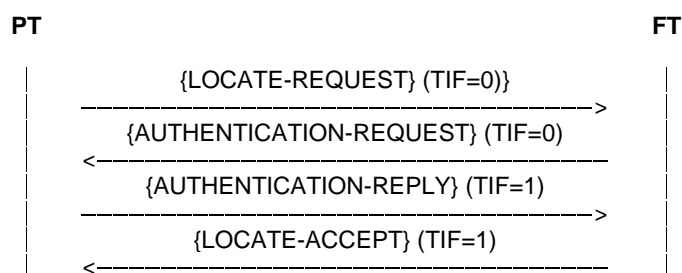 PT FT
{LOCATE-REQUEST} (TIF=0)}
{AUTHENTICATION-REQUEST} (TIF=0)
{AUTHENTICATION-REPLY} (TIF=1)
{LOCATE-ACCEPT} (TIF=1)